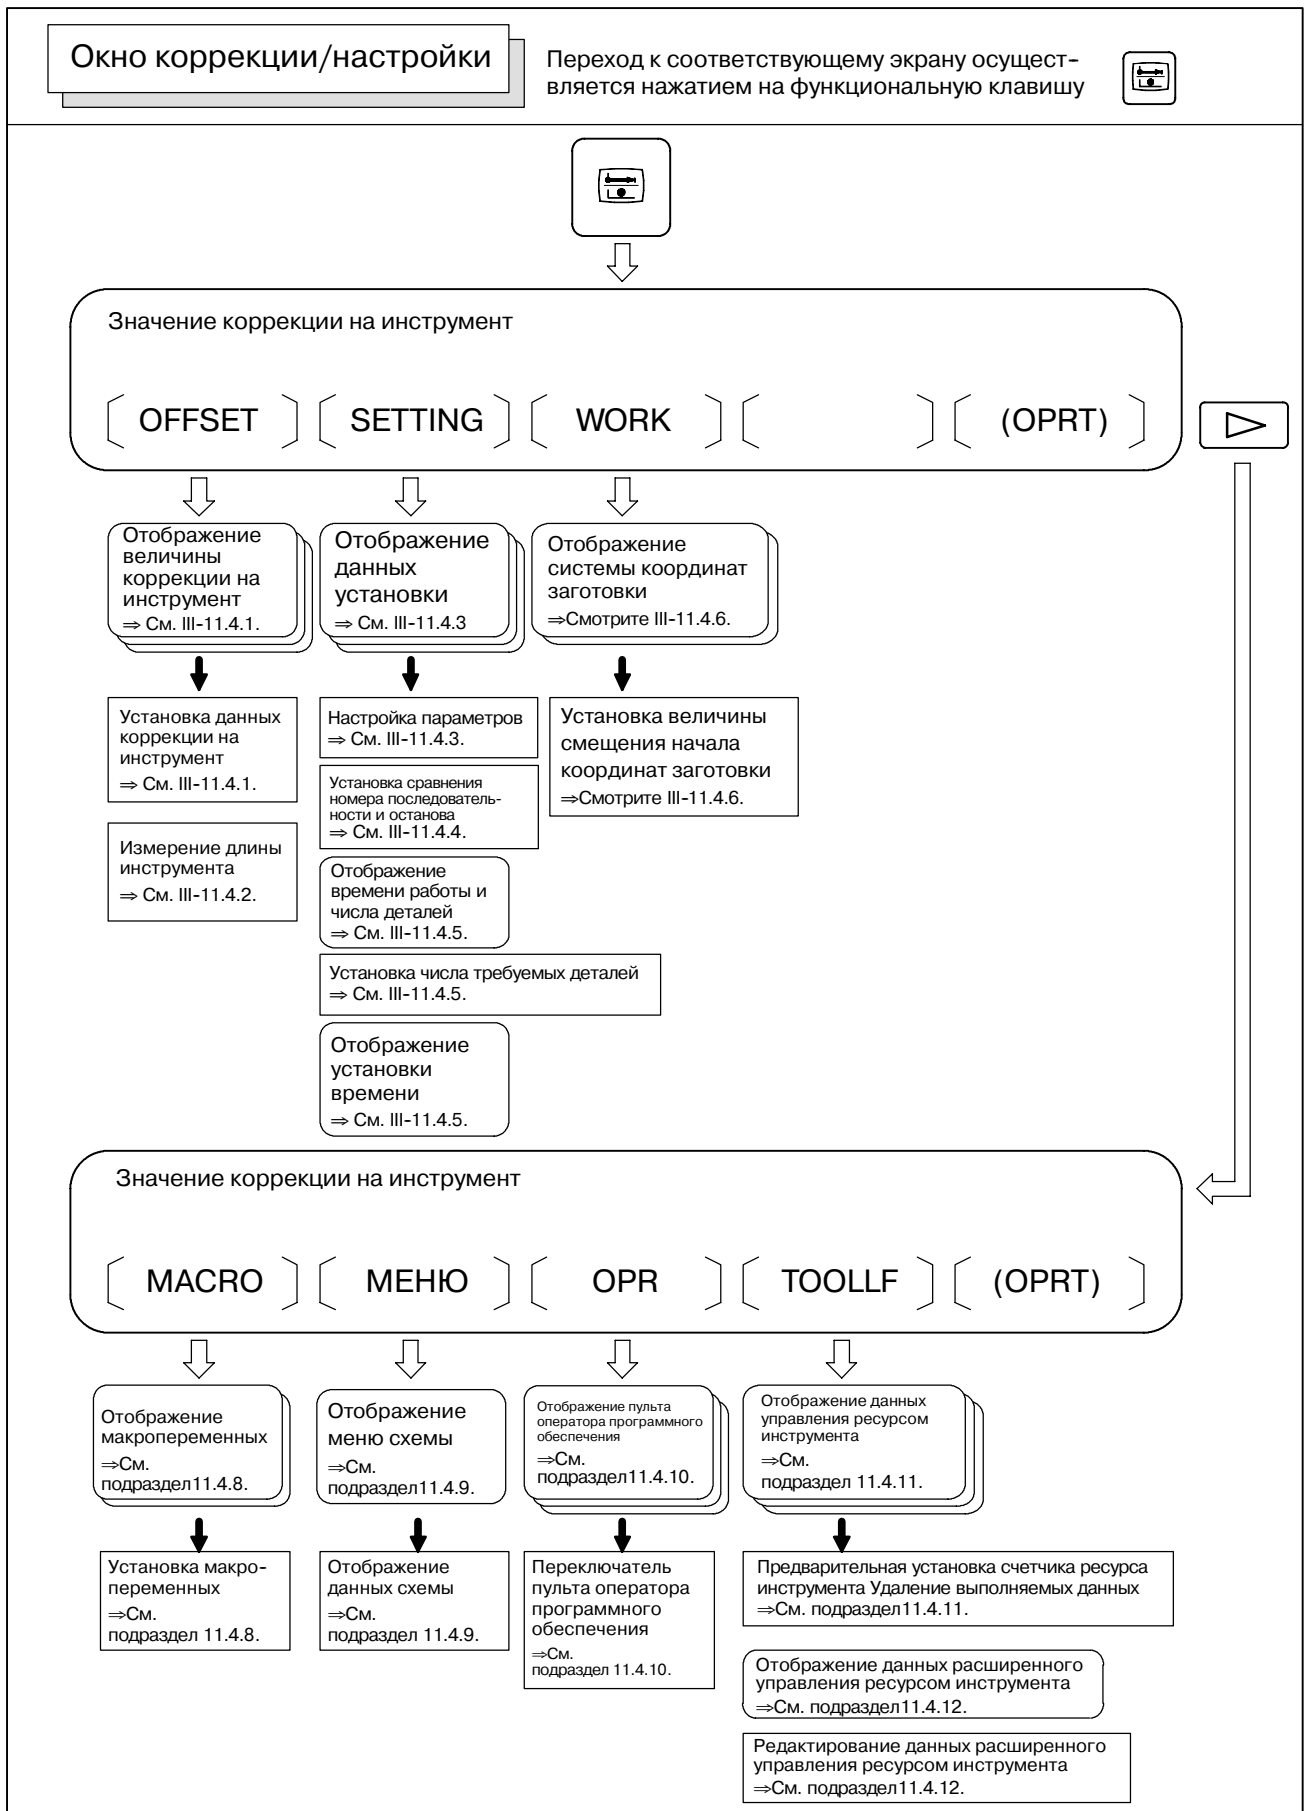 Окно коррекции/настройки
Переход к соответствующему экрану осущест-
вляется нажатием на функциональную клавишу
Значение коррекции на инструмент
OFFSET
SETTING
WORK
(OPRT)
Отображение
величины
коррекции на
инструмент
⇒ См. III-11.4.1.
Отображение
данных
установки
⇒ См. III-11.4.3
Отображение
системы координат
заготовки
⇒Смотрите III-11.4.6.
Установка данных
коррекции на
инструмент
⇒ См. III-11.4.1.
Измерение длины
инструмента
⇒ См. III-11.4.2.
Настройка параметров
⇒ См. III-11.4.3.
Установка сравнения
номера последователь-
ности и останова
⇒ См. III-11.4.4.
Отображение
времени работы и
числа деталей
⇒ См. III-11.4.5.
Установка числа требуемых деталей
⇒ См. III-11.4.5.
Отображение
установки
времени
⇒ См. III-11.4.5.
Установка величины
смещения начала
координат заготовки
⇒Смотрите III-11.4.6.
Значение коррекции на инструмент
MACRO
МЕНЮ
OPR
TOOLLF
(OPRT)
Отображение
макропеременных
⇒См.
подраздел11.4.8.
Отображение
меню схемы
⇒См.
подраздел11.4.9.
Отображение пульта
оператора программного
обеспечения
⇒См.
подраздел11.4.10.
Отображение данных
управления ресурсом
инструмента
⇒См.
подраздел 11.4.11.
Установка макро-
переменных
⇒См.
подраздел 11.4.8.
Отображение
данных схемы
⇒См.
подраздел 11.4.9.
Переключатель
пульта оператора
программного
обеспечения
⇒См.
подраздел 11.4.10.
Предварительная установка счетчика ресурса
инструмента Удаление выполняемых данных
⇒См. подраздел11.4.11.
Отображение данных расширенного
управления ресурсом инструмента
⇒См. подраздел11.4.12.
Редактирование данных расширенного
управления ресурсом инструмента
⇒См. подраздел11.4.12.